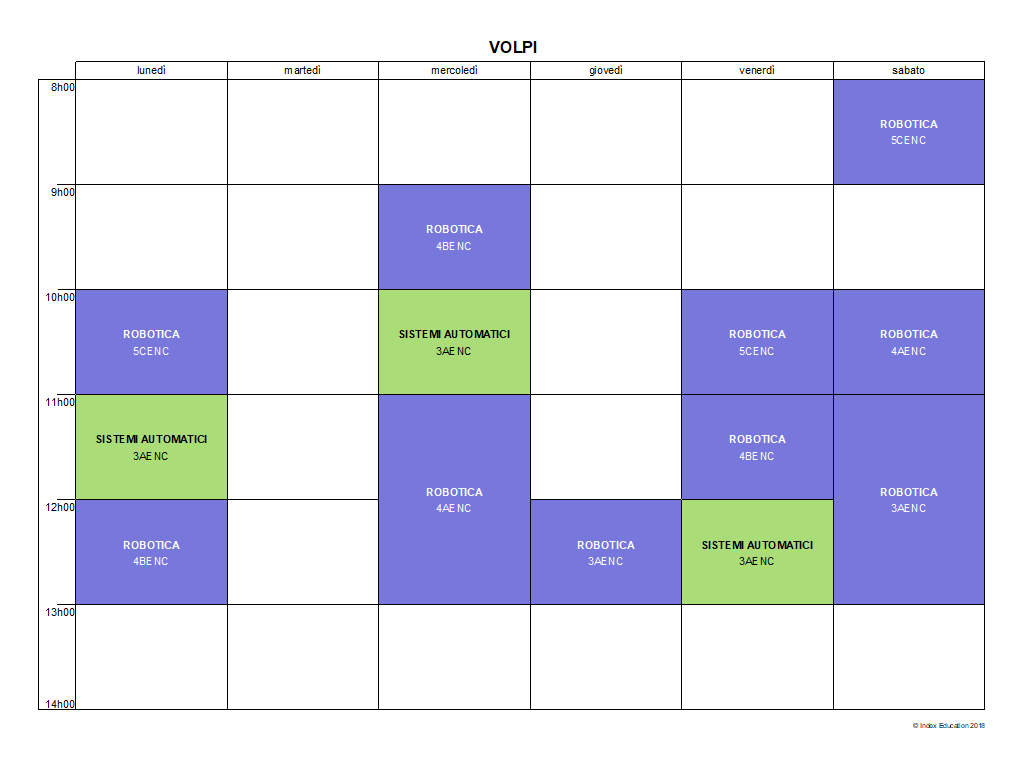 VOLPI
lunedì martedì mercoledì giovedì venerdì sabato
8h00
ROBOTICA
5CENC
9h00
ROBOTICA
4BENC
10h00
ROBOTICA
5CENC
SISTEMI AUTOMATICI
3AENC
ROBOTICA
5CENC
ROBOTICA
4AENC
11h00
SISTEMI AUTOMATICI
3AENC
ROBOTICA
4AENC
ROBOTICA
4BENC
ROBOTICA
3AENC
12h00
ROBOTICA
4BENC
ROBOTICA
3AENC
SISTEMI AUTOMATICI
3AENC
13h00
14h00
© Index Education 2018